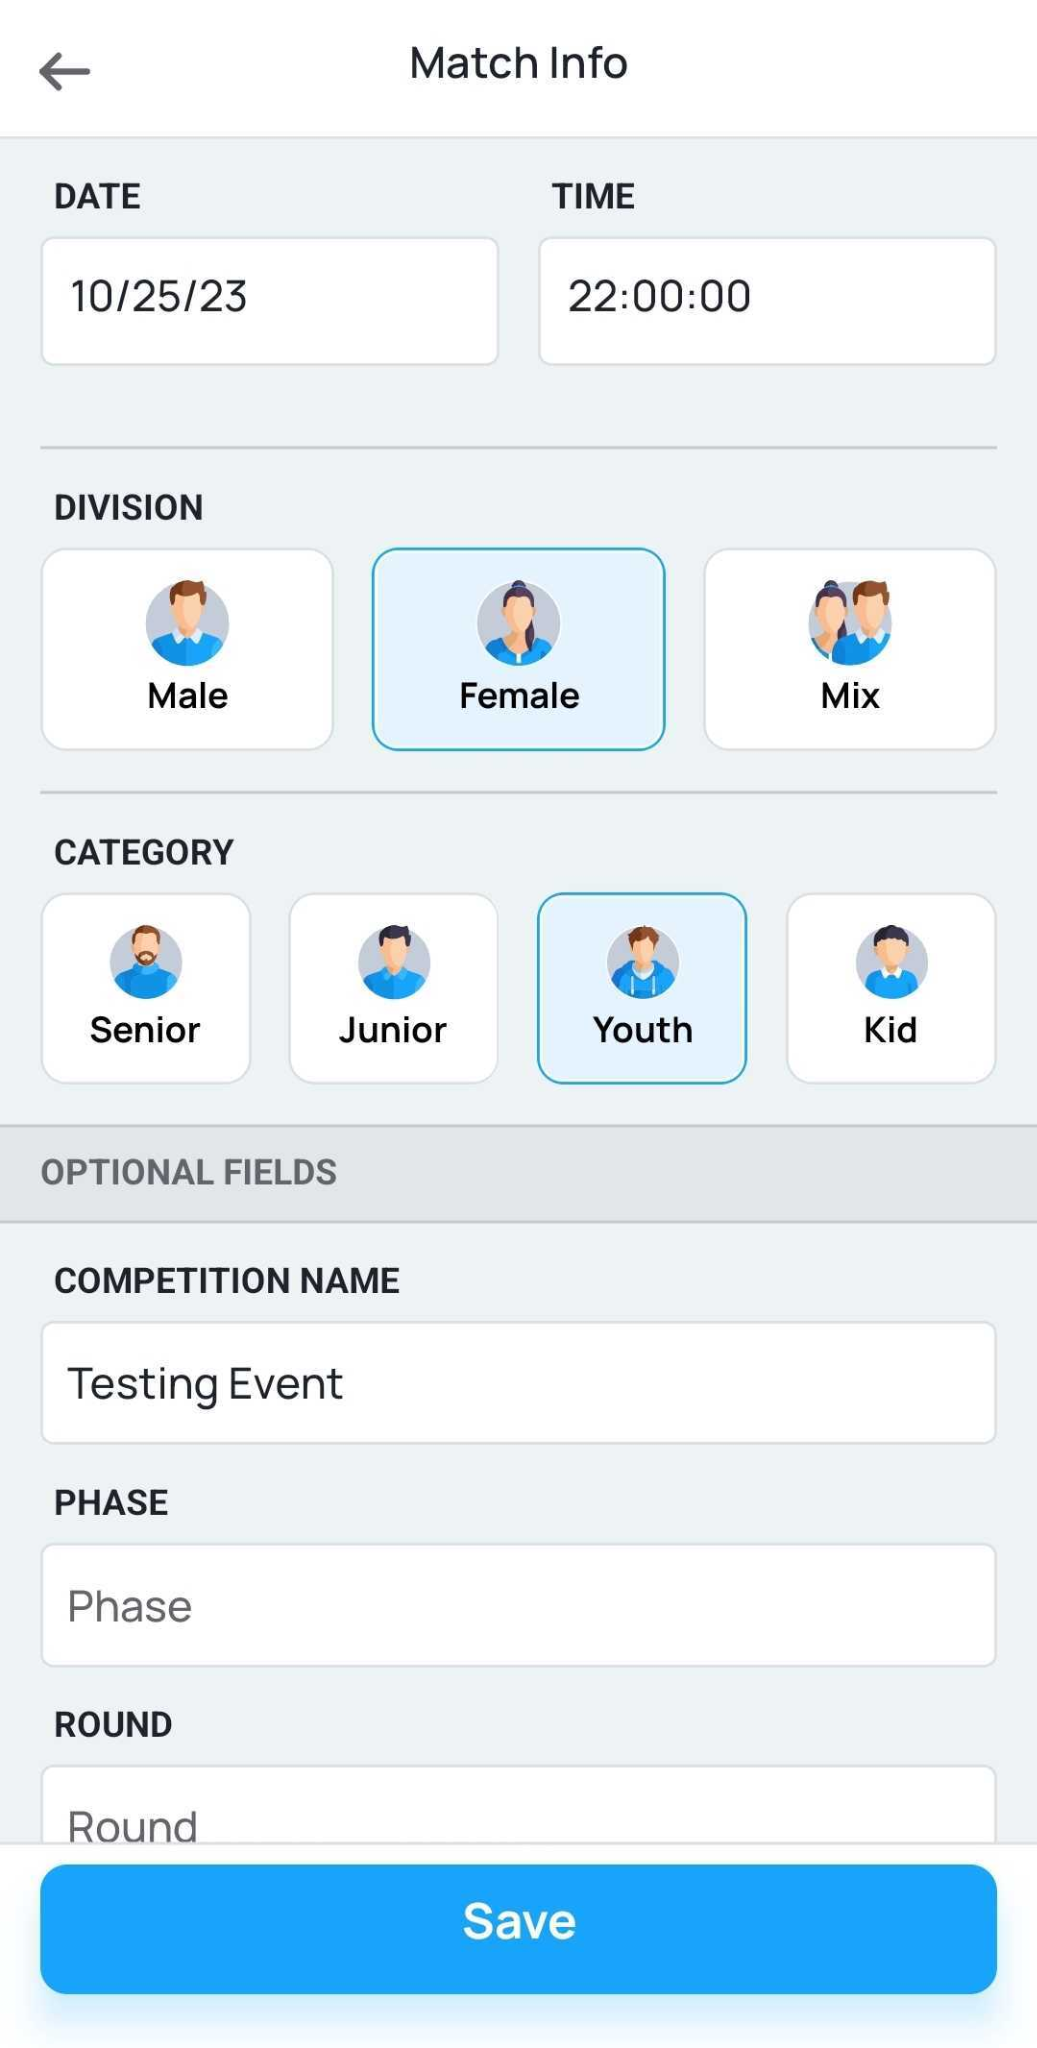 Match Info
DATE
TIME
10/25/23
22:00:00
DIVISION
Male
Female
Mix
CATEGORY
Senior
Junior
Youth
Kid
OPTIONAL FIELDS
COMPETITION NAME
Testing Event
PHASE
Phase
ROUND
Round
Save